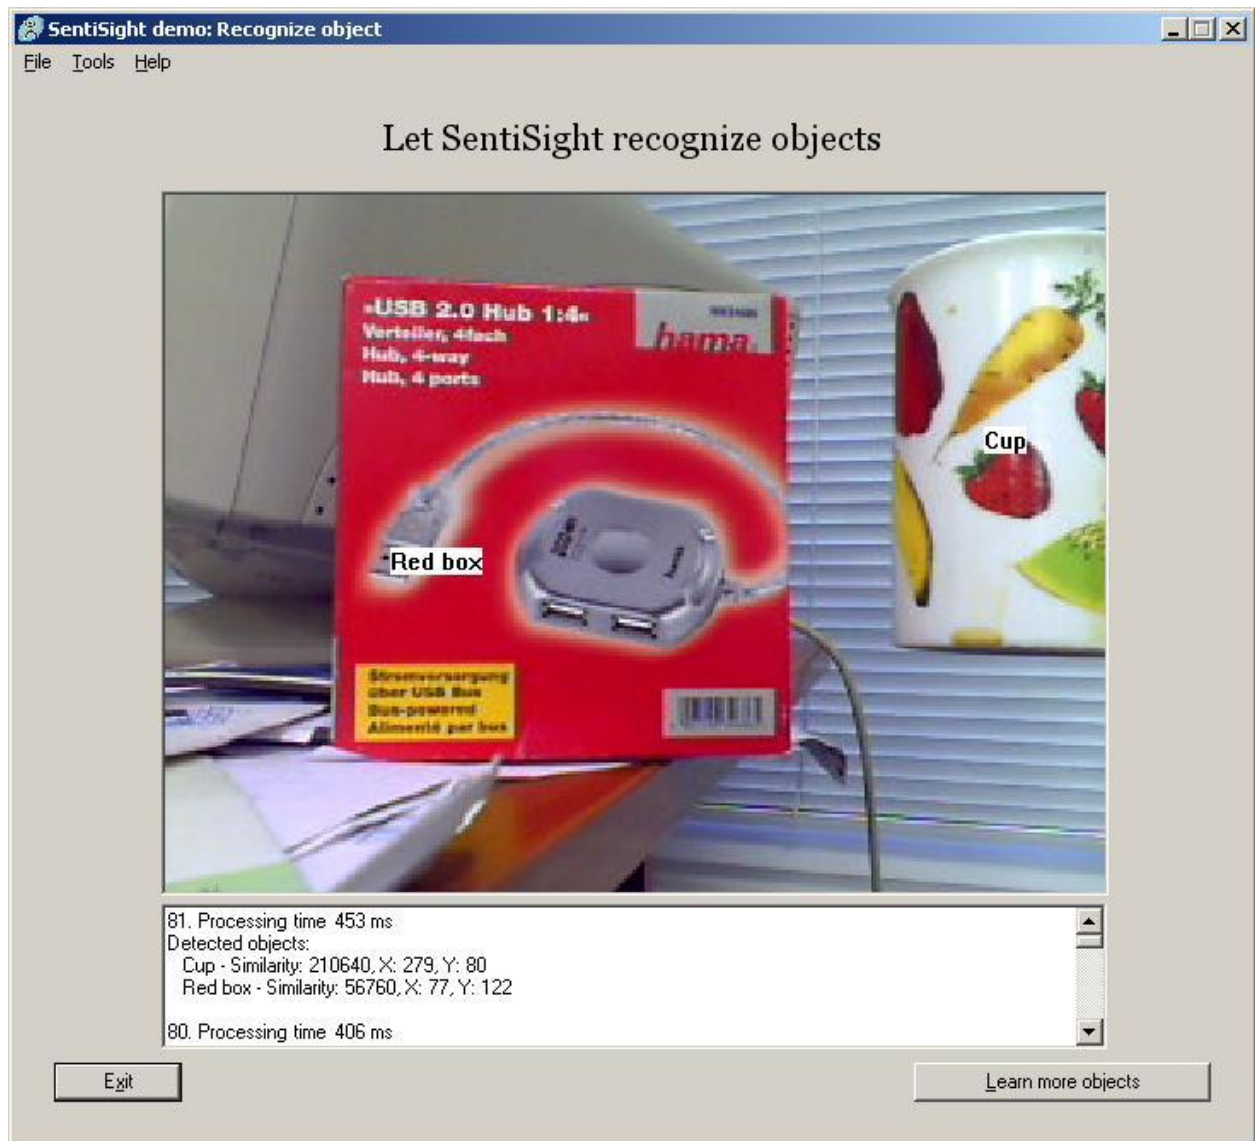 SentiSight demo: Recognize object
File Tools Help
Let SentiSight recognize objects
»USB 2.0 Hub 1:4«
Verteiler, 4fach
Hub, 4-way
Hub, 4 ports
hama
Cup
Red box
Stromversorgung
über USB Bus
Bus-powered
Alimenté par bus
81. Processing time 453 ms
Detected objects:
Cup - Similarity: 210640, X: 279, Y: 80
Red box - Similarity: 56760, X: 77, Y: 122
80. Processing time 406 ms
Exit
Learn more objects